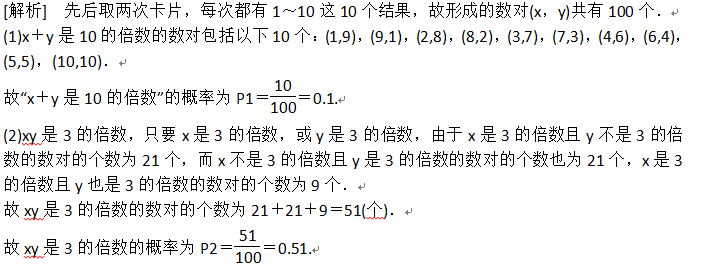 [解析]　先后取两次卡片，每次都有 1～10 这 10 个结果，故形成的数对(x，y)共有 100 个．
(1)x＋y 是 10 的倍数的数对包括以下 10 个：(1,9)，(9,1)，(2,8)，(8,2)，(3,7)，(7,3)，(4,6)，(6,4)，
(5,5)，(10,10)．
故“x＋y 是 10 的倍数”的概率为 P1＝10/100＝0.1.
(2)xy 是 3 的倍数，只要 x 是 3 的倍数，或 y 是 3 的倍数，由于 x 是 3 的倍数且 y 不是 3 的倍
数的数对的个数为 21 个，而 x 不是 3 的倍数且 y 是 3 的倍数的数对的个数也为 21 个，x 是 3
的倍数且 y 也是 3 的倍数的数对的个数为 9 个．
故 xy 是 3 的倍数的数对的个数为 21＋21＋9＝51(个)．
故 xy 是 3 的倍数的概率为 P2＝51/100＝0.51.